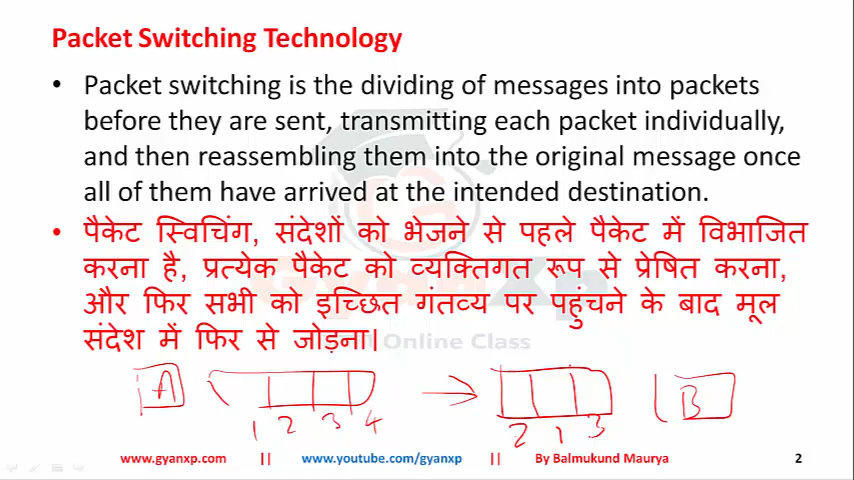 Packet Switching Technology
• Packet switching is the dividing of messages into packets
before they are sent, transmitting each packet individually,
and then reassembling them into the original message once
all of them have arrived at the intended destination.
• पैकेट स्विचिंग, संदेशों को भेजने से पहले पैकेट में विभाजित
करना है, प्रत्येक पैकेट को व्यक्तिगत रूप से प्रेषित करना,
और फिर सभी को इच्छित गंतव्य पर पहुंचने के बाद मूल
संदेश में फिर से जोड़ना।
GyanXp
Online Class
A B
1 2 3 4 2 1 3
www.gyanxp.com || www.youtube.com/gyanxp || By Balmukund Maurya 2